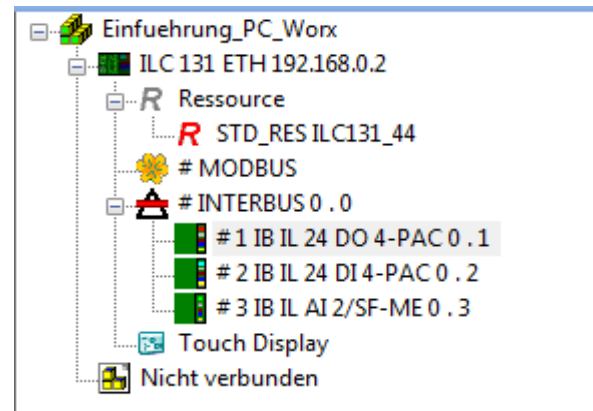 Einfuehrung_PC_Worx
ILC 131 ETH 192.168.0.2
R Ressource
R STD_RES ILC131_44
# MODBUS
# INTERBUS 0 . 0
# 1 IB IL 24 DO 4-PAC 0 . 1
# 2 IB IL 24 DI 4-PAC 0 . 2
# 3 IB IL AI 2/SF-ME 0 . 3
Touch Display
Nicht verbunden